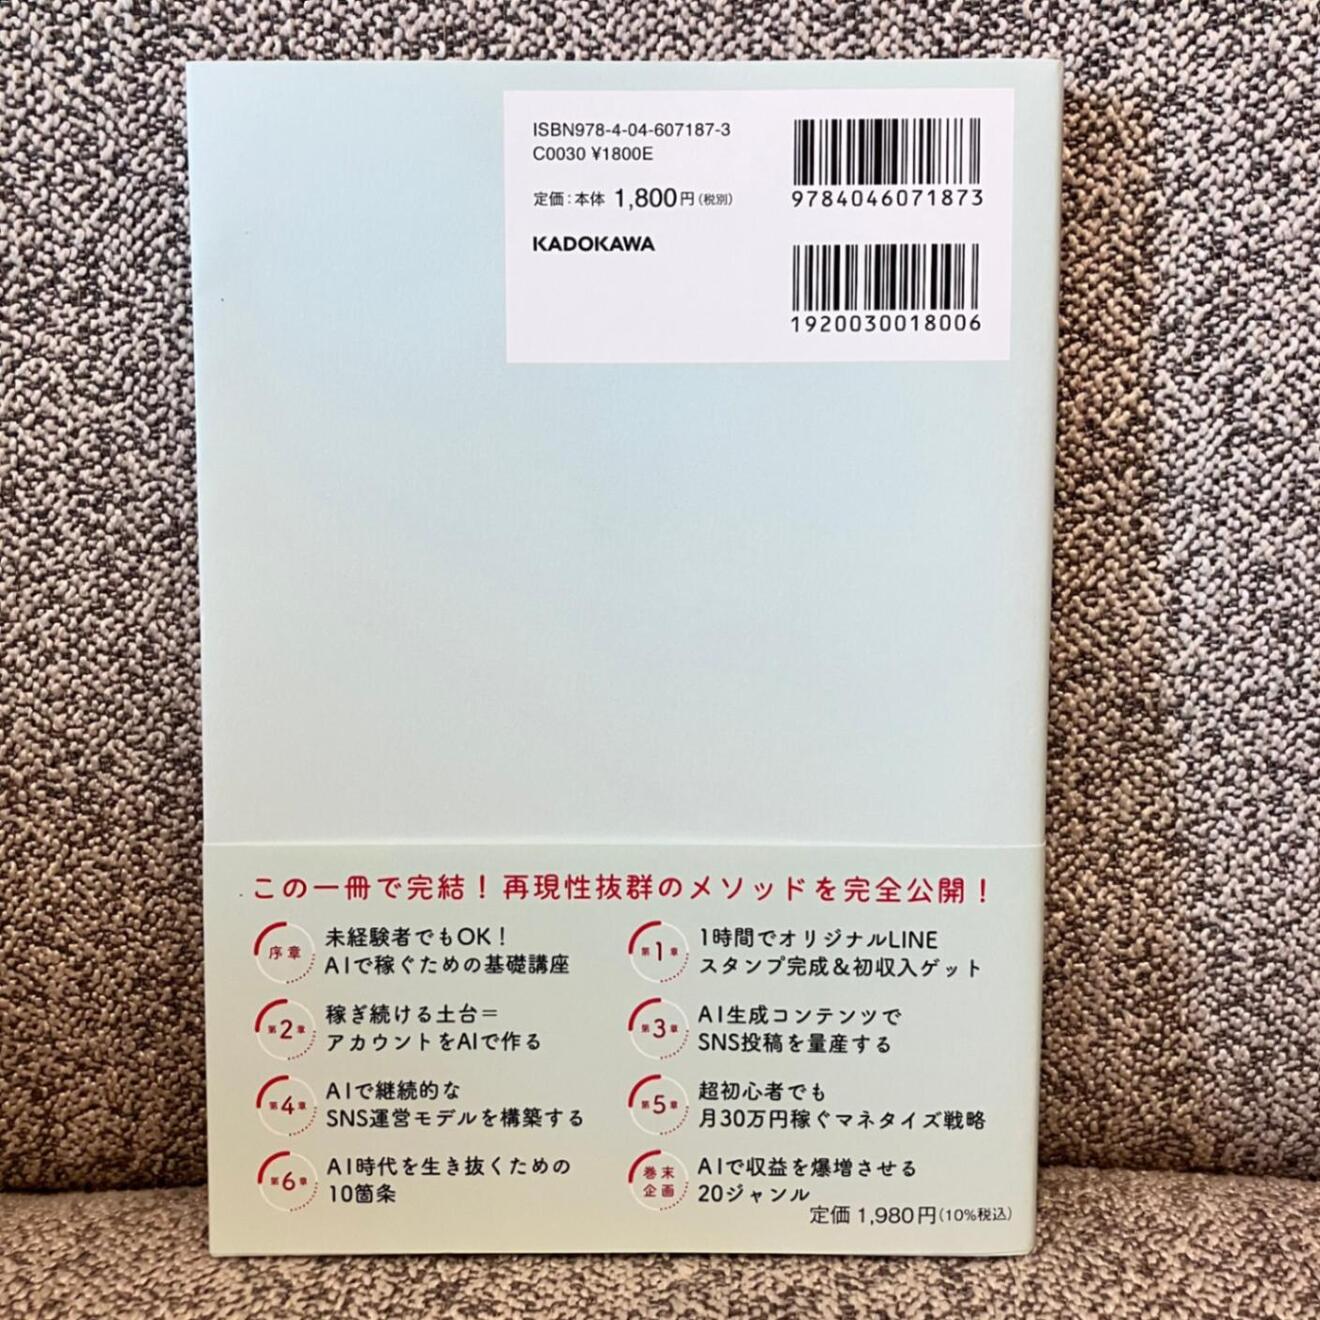 ISBN978-4-04-607187-3
C0030 ¥1800E
定価：本体 1,800円（税別）
KADOKAWA
9784046071873
1920030018006
この一冊で完結！再現性抜群のメソッドを完全公開！
序章
未経験者でもOK！
AIで稼ぐための基礎講座
第1章
1時間でオリジナルLINE
スタンプ完成＆初収入ゲット
第2章
稼ぎ続ける土台＝
アカウントをAIで作る
第3章
AI生成コンテンツで
SNS投稿を量産する
第4章
AIで継続的な
SNS運営モデルを構築する
第5章
超初心者でも
月30万円稼ぐマネタイズ戦略
第6章
AI時代を生き抜くための
10箇条
巻末
企画
AIで収益を爆増させる
20ジャンル
定価 1,980円（10%税込）